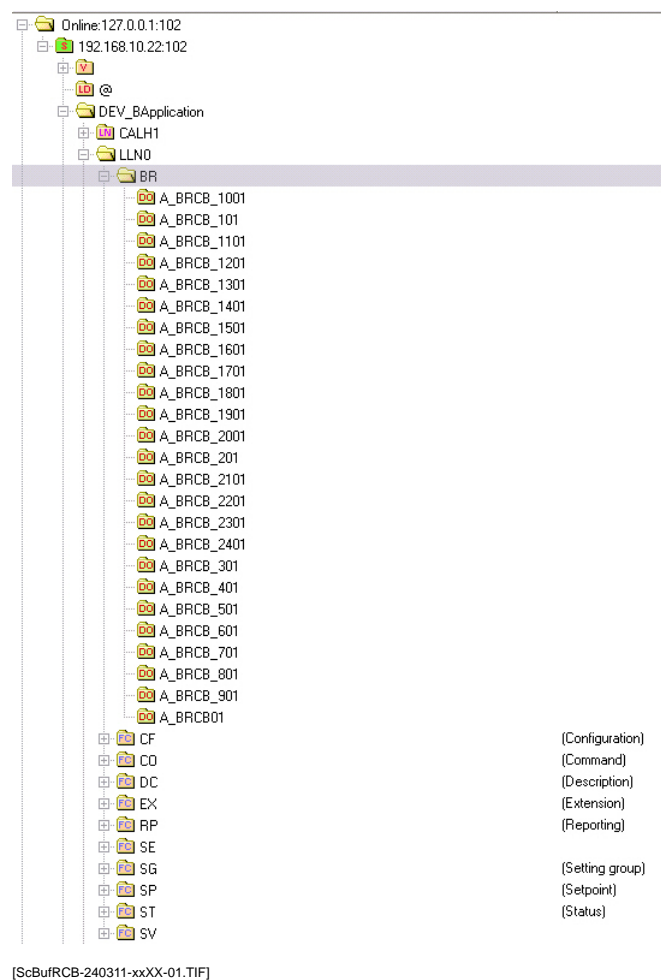 Online:127.0.0.1:102
S 192.168.10.22:102
V
LD @
DEV_BApplication
LN CALH1
LLN0
BR
DO A_BRCB_1001
DO A_BRCB_101
DO A_BRCB_1101
DO A_BRCB_1201
DO A_BRCB_1301
DO A_BRCB_1401
DO A_BRCB_1501
DO A_BRCB_1601
DO A_BRCB_1701
DO A_BRCB_1801
DO A_BRCB_1901
DO A_BRCB_2001
DO A_BRCB_201
DO A_BRCB_2101
DO A_BRCB_2201
DO A_BRCB_2301
DO A_BRCB_2401
DO A_BRCB_301
DO A_BRCB_401
DO A_BRCB_501
DO A_BRCB_601
DO A_BRCB_701
DO A_BRCB_801
DO A_BRCB_901
DO A_BRCB01
FC CF (Configuration)
FC CO (Command)
FC DC (Description)
FC EX (Extension)
FC RP (Reporting)
FC SE
FC SG (Setting group)
FC SP (Setpoint)
FC ST (Status)
FC SV
[ScBufRCB-240311-xxXX-01.TIF]